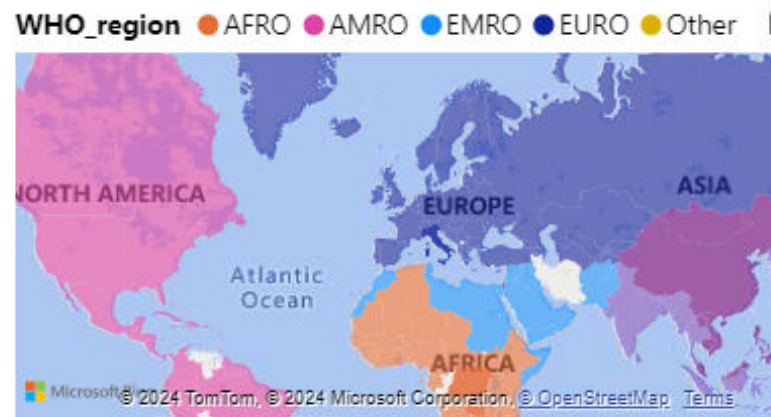 WHO_region AFRO AMRO EMRO EURO Other
NORTH AMERICA
EUROPE
ASIA
Atlantic
Ocean
AFRICA
Microsoft
© 2024 TomTom, © 2024 Microsoft Corporation, © OpenStreetMap Terms